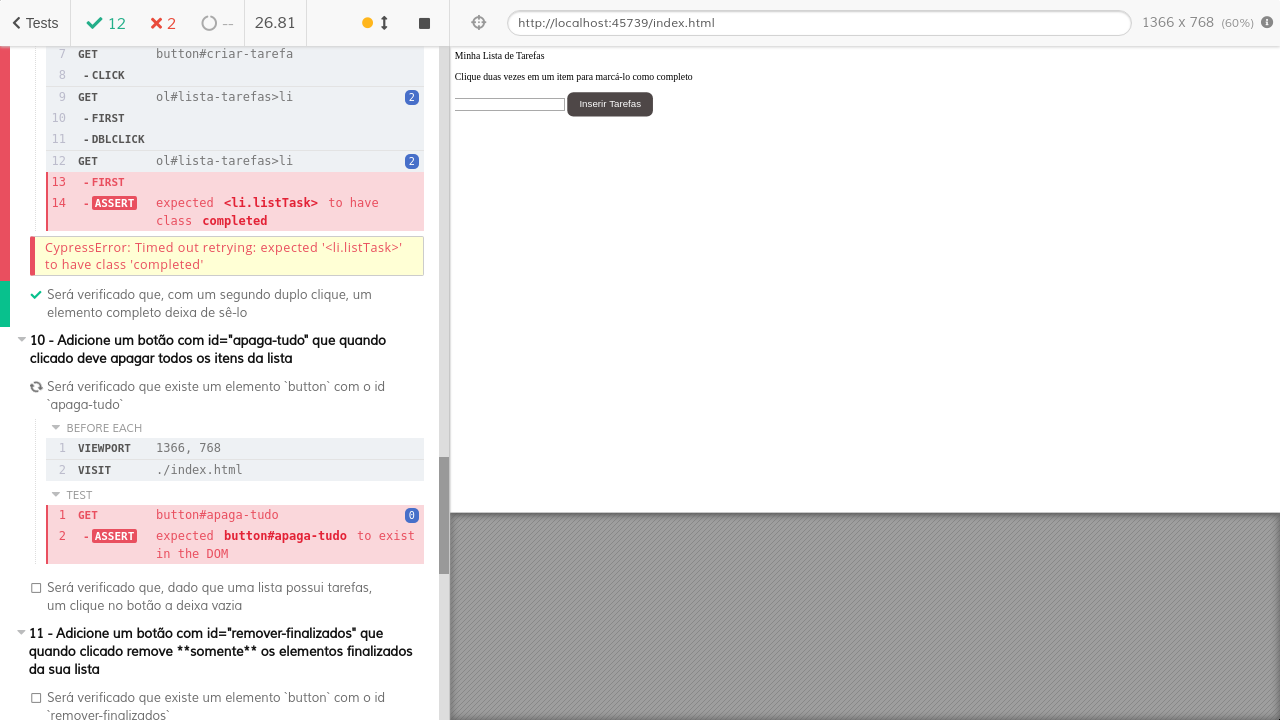 Tests 12 2 -- 26.81 http://localhost:45739/index.html 1366 x 768 (60%)
7 GET button#criar-tarefa
8 - CLICK
9 GET ol#lista-tarefas>li 2
10 - FIRST
11 - DBLCLICK
12 GET ol#lista-tarefas>li 2
13 - FIRST
14 - ASSERT expected <li.listTask> to have
class completed
CypressError: Timed out retrying: expected '<li.listTask>'
to have class 'completed'
Será verificado que, com um segundo duplo clique, um
elemento completo deixa de sê-lo
10 - Adicione um botão com id="apaga-tudo" que quando
clicado deve apagar todos os itens da lista
Será verificado que existe um elemento `button` com o id
`apaga-tudo`
BEFORE EACH
1 VIEWPORT 1366, 768
2 VISIT ./index.html
TEST
1 GET button#apaga-tudo 0
2 - ASSERT expected button#apaga-tudo to exist
in the DOM
Será verificado que, dado que uma lista possui tarefas,
um clique no botão a deixa vazia
11 - Adicione um botão com id="remover-finalizados" que
quando clicado remove **somente** os elementos finalizados
da sua lista
Será verificado que existe um elemento `button` com o id
`remover-finalizados`
Minha Lista de Tarefas
Clique duas vezes em um item para marcá-lo como completo
Inserir Tarefas